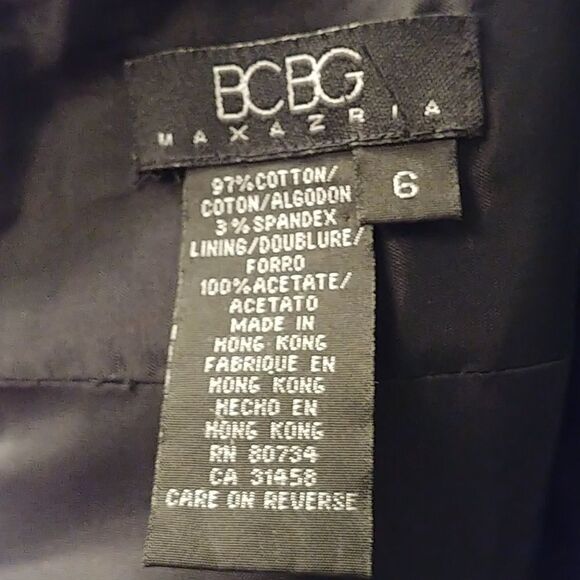 BCBG
MAXAZRIA
6
97%COTTON/
COTON/ALGODON
3%SPANDEX
LINING/DOUBLURE/
FORRO
100%ACETATE/
ACETATO
MADE IN
HONG KONG
FABRIQUE EN
HONG KONG
HECHO EN
HONG KONG
RN 80734
CA 31458
CARE ON REVERSE